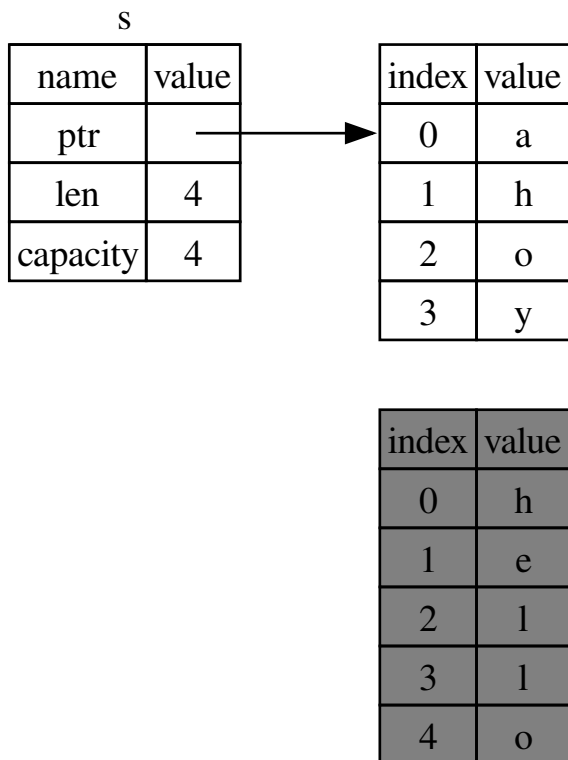 s
name value
ptr
len 4
capacity 4
index value
0 a
1 h
2 o
3 y
index value
0 h
1 e
2 l
3 l
4 o